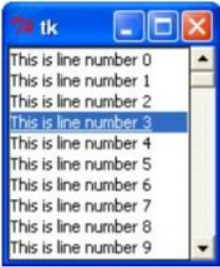 tk
This is line number 0
This is line number 1
This is line number 2
This is line number 3
This is line number 4
This is line number 5
This is line number 6
This is line number 7
This is line number 8
This is line number 9